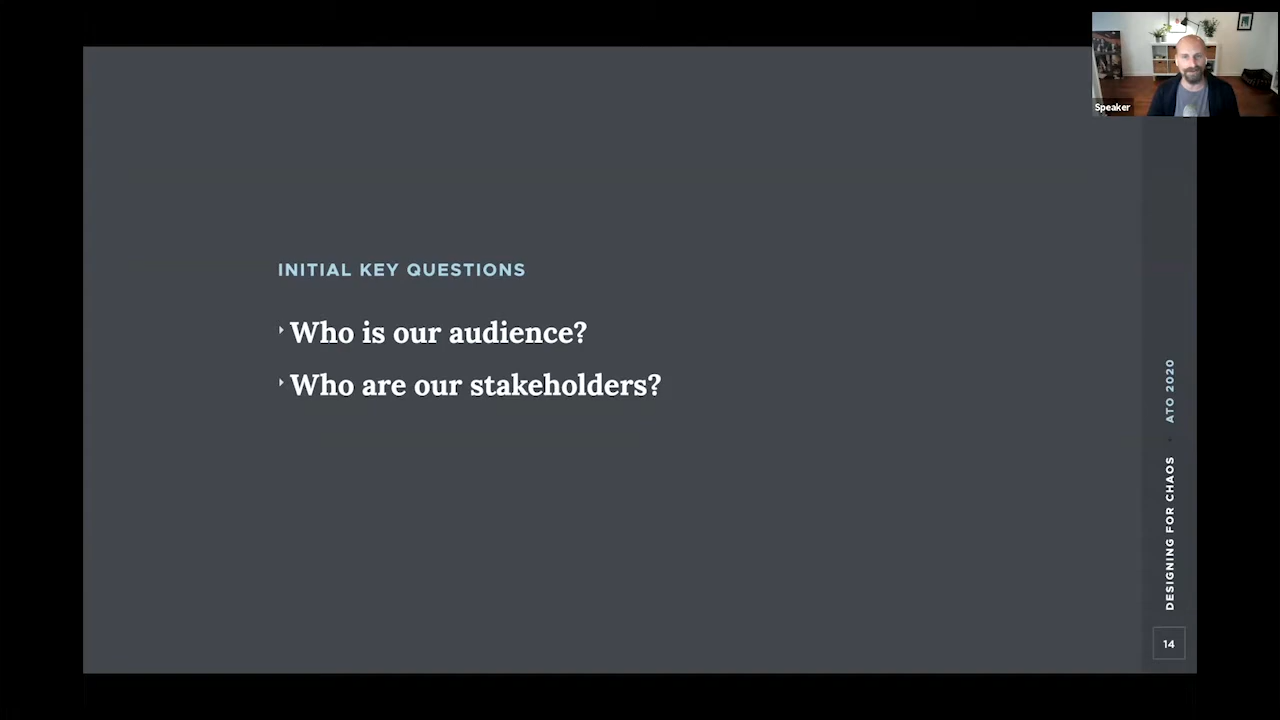 Speaker
INITIAL KEY QUESTIONS
Who is our audience?
Who are our stakeholders?
DESIGNING FOR CHAOS • ATO 2020
14